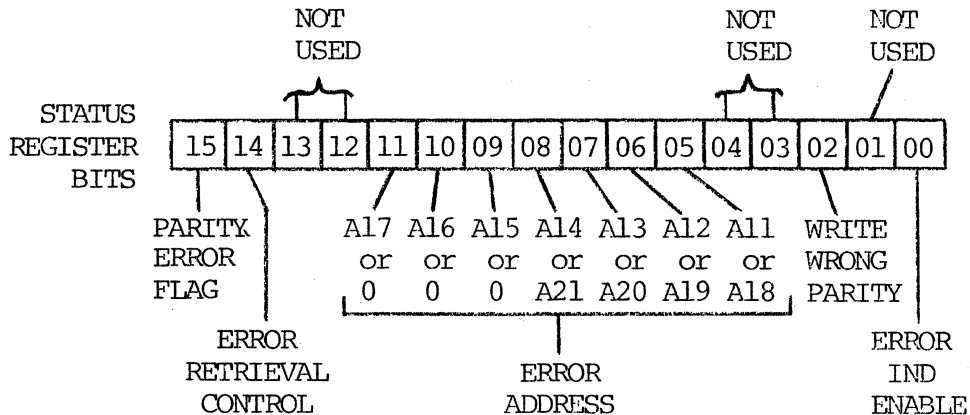 NOT USED
NOT USED
NOT USED
STATUS REGISTER BITS
15 14 13 12 11 10 09 08 07 06 05 04 03 02 01 00
PARITY ERROR FLAG
A17 A16 A15 A14 A13 A12 A11
or or or or or or or
0 0 0 A21 A20 A19 A18
WRITE WRONG PARITY
ERROR RETRIEVAL CONTROL
ERROR ADDRESS
ERROR IND ENABLE